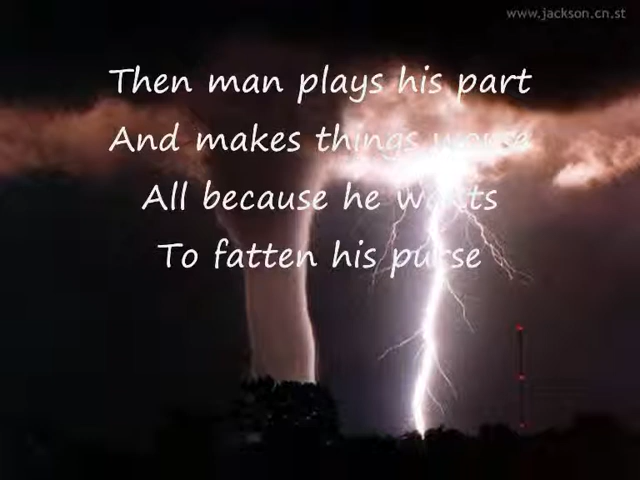 www.jackson.cn.st
Then man plays his part
And makes things worse
All because he wants
To fatten his purse